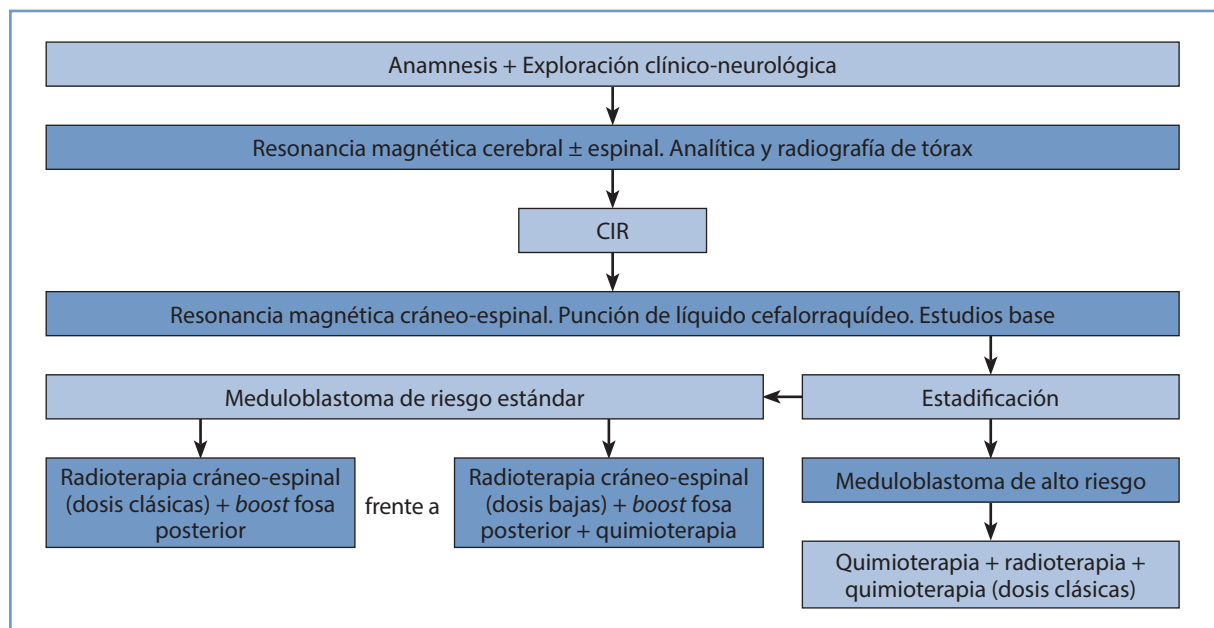 Anamnesis + Exploración clínico-neurológica
Resonancia magnética cerebral ± espinal. Analítica y radiografía de tórax
CIR
Resonancia magnética cráneo-espinal. Punción de líquido cefalorraquídeo. Estudios base
Meduloblastoma de riesgo estándar
Estadificación
Radioterapia cráneo-espinal
(dosis clásicas) + boost fosa
posterior
frente a
Radioterapia cráneo-espinal
(dosis bajas) + boost fosa
posterior + quimioterapia
Meduloblastoma de alto riesgo
Quimioterapia + radioterapia +
quimioterapia (dosis clásicas)